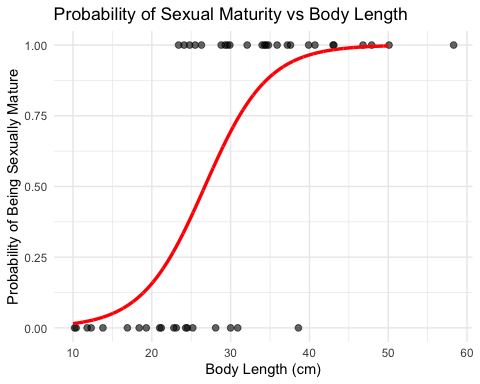 Probability of Sexual Maturity vs Body Length
Probability of Being Sexually Mature
1.00
0.75
0.50
0.25
0.00
10 20 30 40 50 60
Body Length (cm)